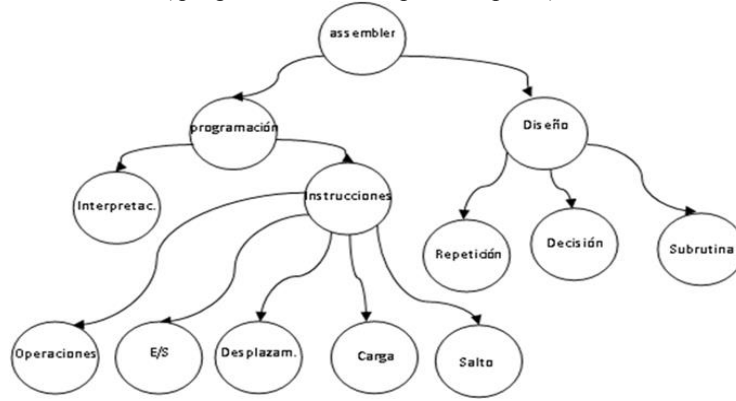 assembler
programación
Diseño
Interpretac.
Instrucciones
Repetición
Decisión
Subrutina
Operaciones
E/S
Desplazam.
Carga
Salto